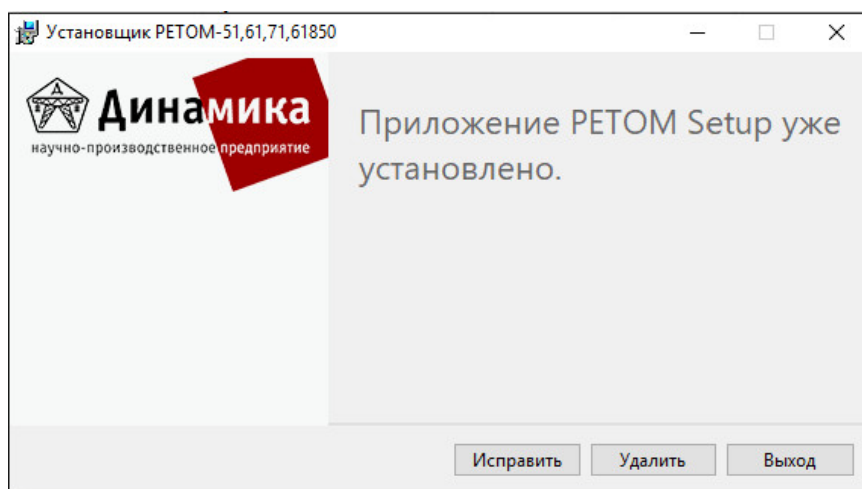 Установщик РЕТОМ-51,61,71,61850
Д
Динамика
научно-производственное предприятие
Приложение РЕТОМ Setup уже
установлено.
Исправить
Удалить
Выход